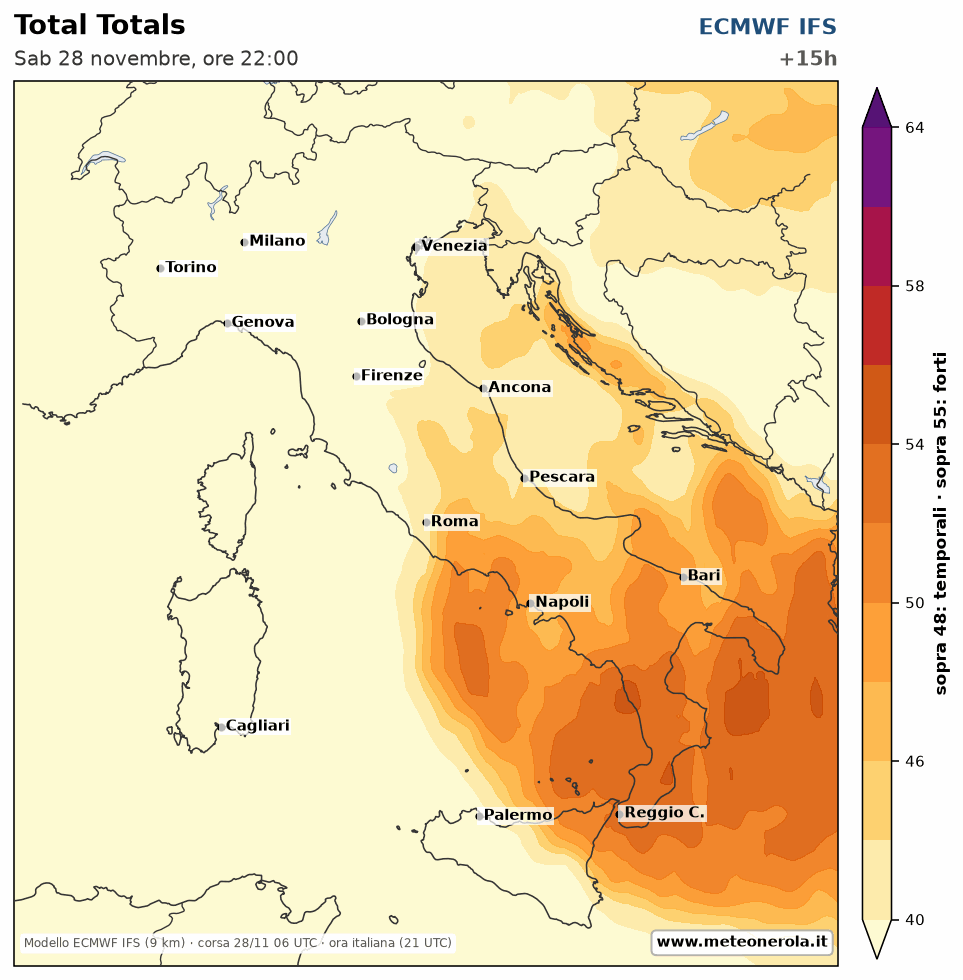 Total Totals
ECMWF IFS
Sab 28 novembre, ore 22:00
+15h
64
58
54
50
46
40
sopra 48: temporali · sopra 55: forti
Milano
Venezia
Torino
Genova
Bologna
Firenze
Ancona
Pescara
Roma
Bari
Napoli
Cagliari
Palermo
Reggio C.
Modello ECMWF IFS (9 km) · corsa 28/11 06 UTC · ora italiana (21 UTC)
www.meteonerola.it